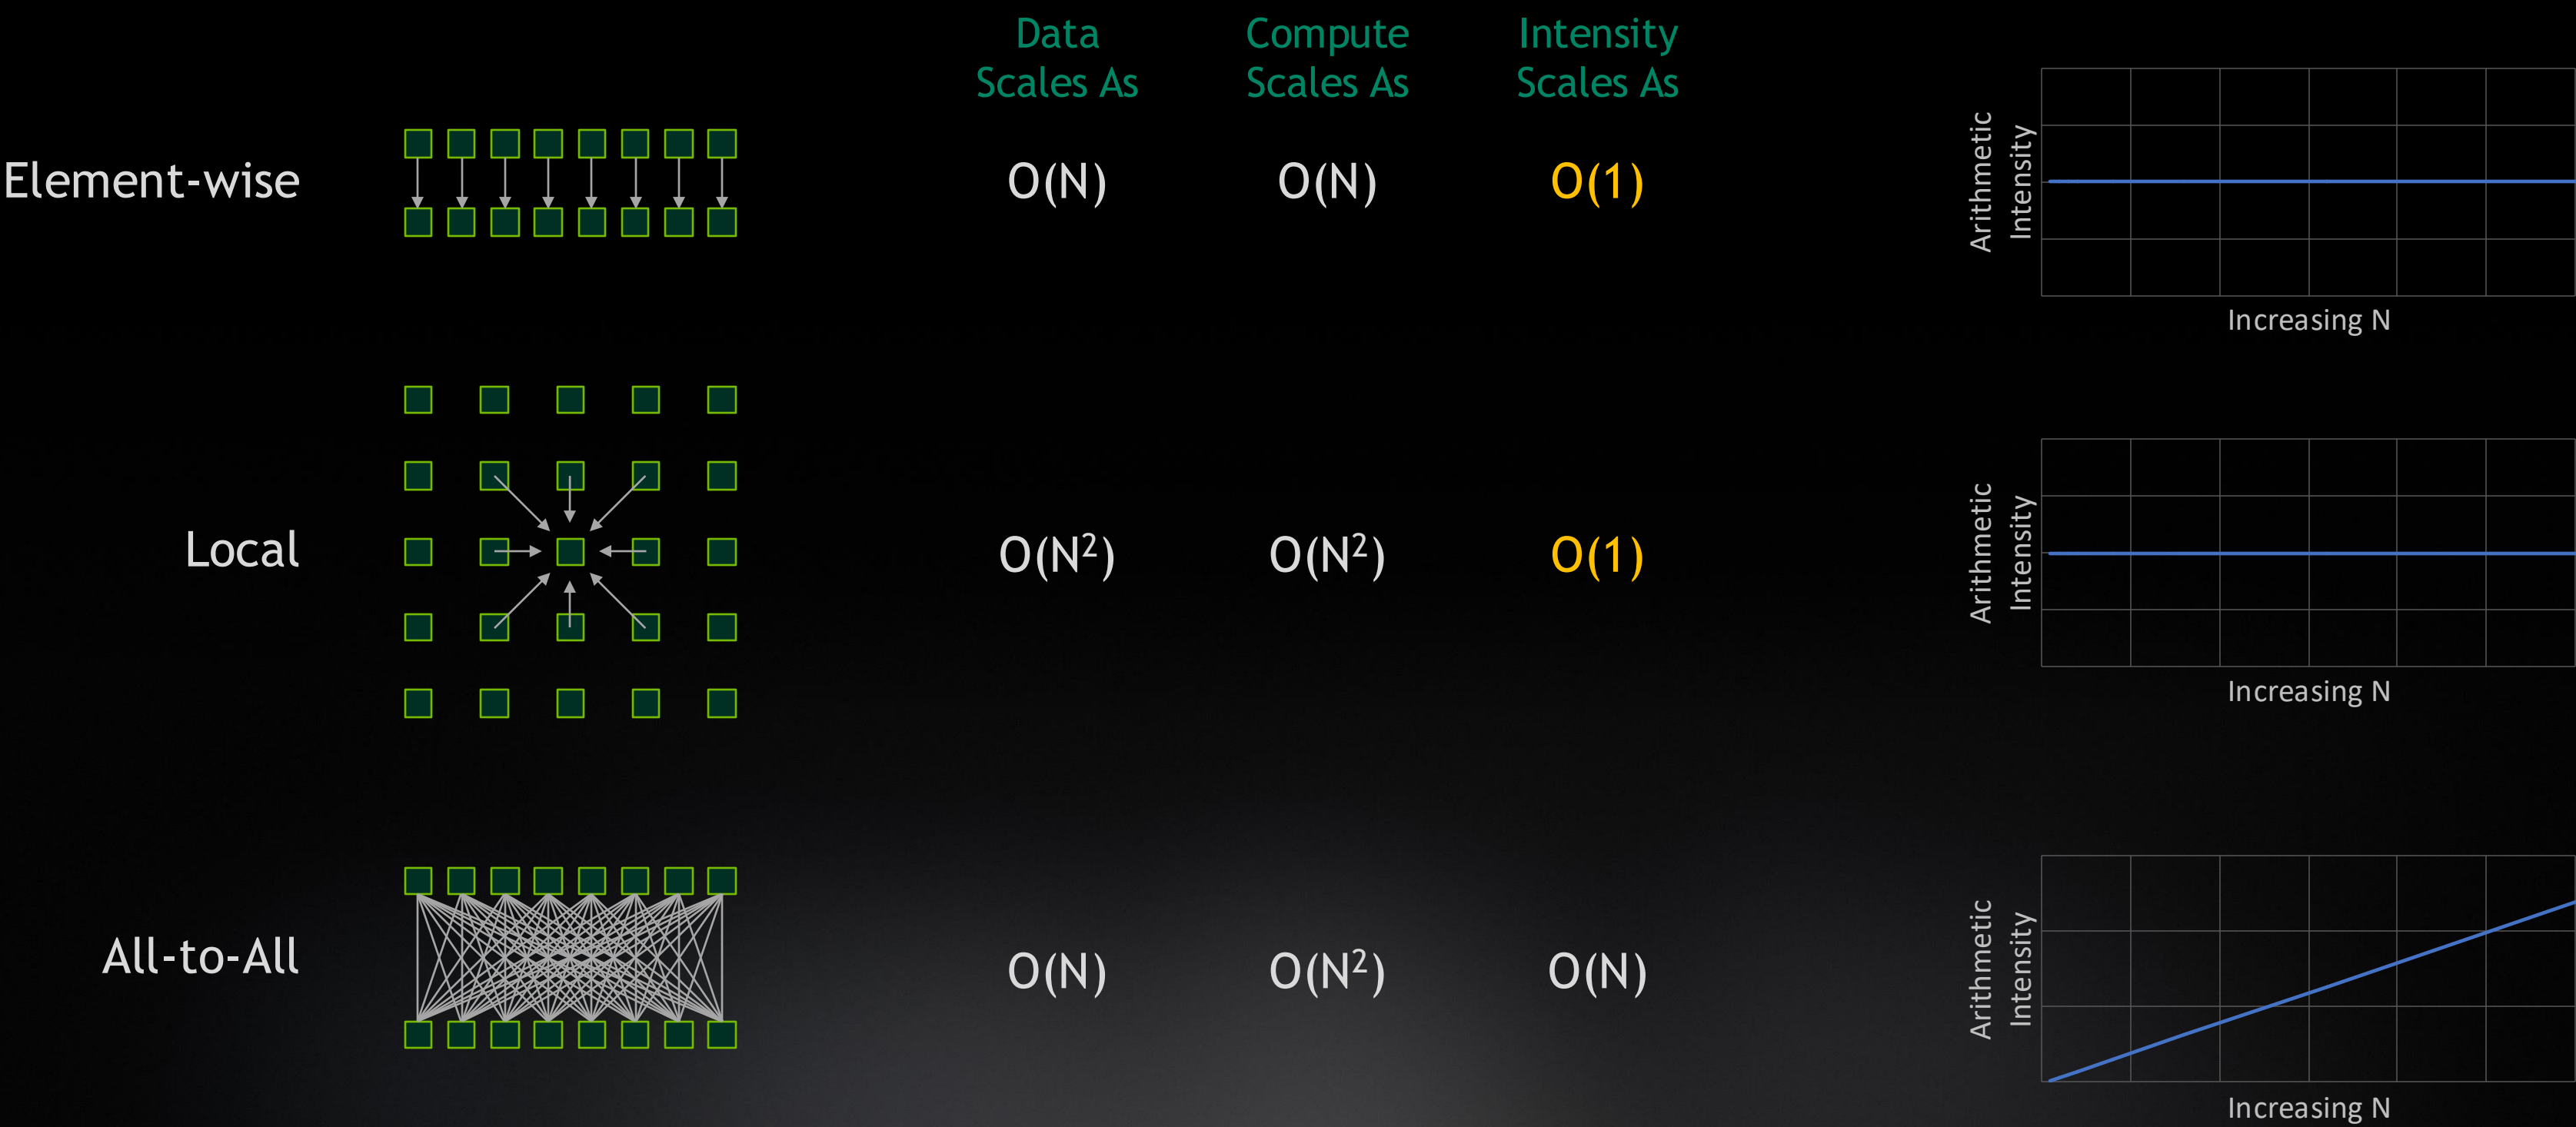 Data
Scales As
Compute
Scales As
Intensity
Scales As
Element-wise
O(N)
O(N)
O(1)
Arithmetic
Intensity
Increasing N
Local
O(N²)
O(N²)
O(1)
Arithmetic
Intensity
Increasing N
All-to-All
O(N)
O(N²)
O(N)
Arithmetic
Intensity
Increasing N